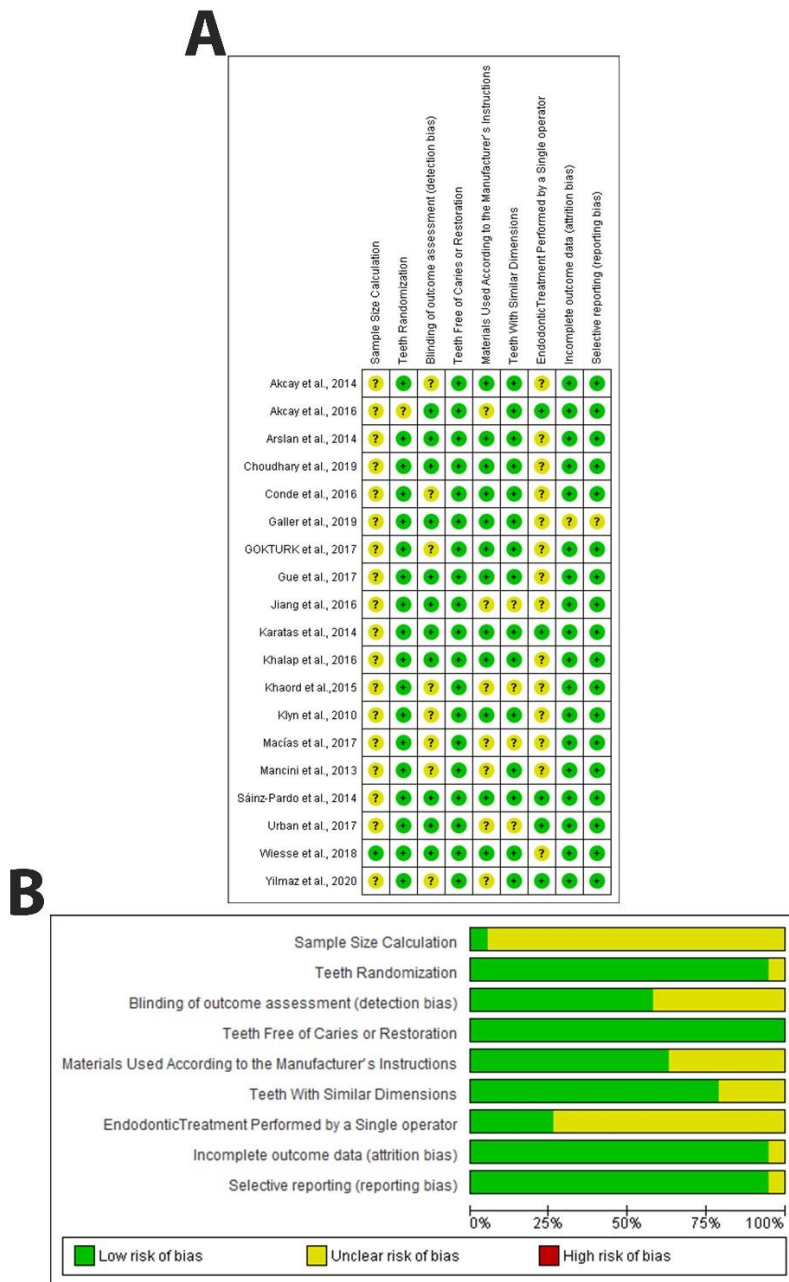 A
Sample Size Calculation
Teeth Randomization
Blinding of outcome assessment (detection bias)
Teeth Free of Caries or Restoration
Materials Used According to the Manufacturer's Instructions
Teeth With Similar Dimensions
EndodonticTreatment Performed by a Single operator
Incomplete outcome data (attrition bias)
Selective reporting (reporting bias)
Akcay et al., 2014 ? + ? + + + ? + +
Akcay et al., 2016 ? ? + + ? + + + +
Arslan et al., 2014 ? + + + + + ? + +
Choudhary et al., 2019 ? + + + + + ? + +
Conde et al., 2016 ? + ? + + + ? + +
Galler et al., 2019 ? + + + + + ? ? ?
GOKTURK et al., 2017 ? + ? + + + ? + +
Gue et al., 2017 ? + + + + + ? + +
Jiang et al., 2016 ? + + + ? ? ? + +
Karatas et al., 2014 ? + + + + + + + +
Khalap et al., 2016 ? + + + + + ? + +
Khaord et al.,2015 ? + ? + ? ? ? + +
Klyn et al., 2010 ? + ? + + + ? + +
Macías et al., 2017 ? + ? + ? ? ? + +
Mancini et al., 2013 ? + ? + ? + ? + +
Sáinz-Pardo et al., 2014 ? + + + + + + + +
Urban et al., 2017 ? + + + ? ? + + +
Wiesse et al., 2018 + + + + + + ? + +
Yilmaz et al., 2020 ? + ? + ? + + + +
B
Sample Size Calculation
Teeth Randomization
Blinding of outcome assessment (detection bias)
Teeth Free of Caries or Restoration
Materials Used According to the Manufacturer's Instructions
Teeth With Similar Dimensions
EndodonticTreatment Performed by a Single operator
Incomplete outcome data (attrition bias)
Selective reporting (reporting bias)
0% 25% 50% 75% 100%
Low risk of bias Unclear risk of bias High risk of bias